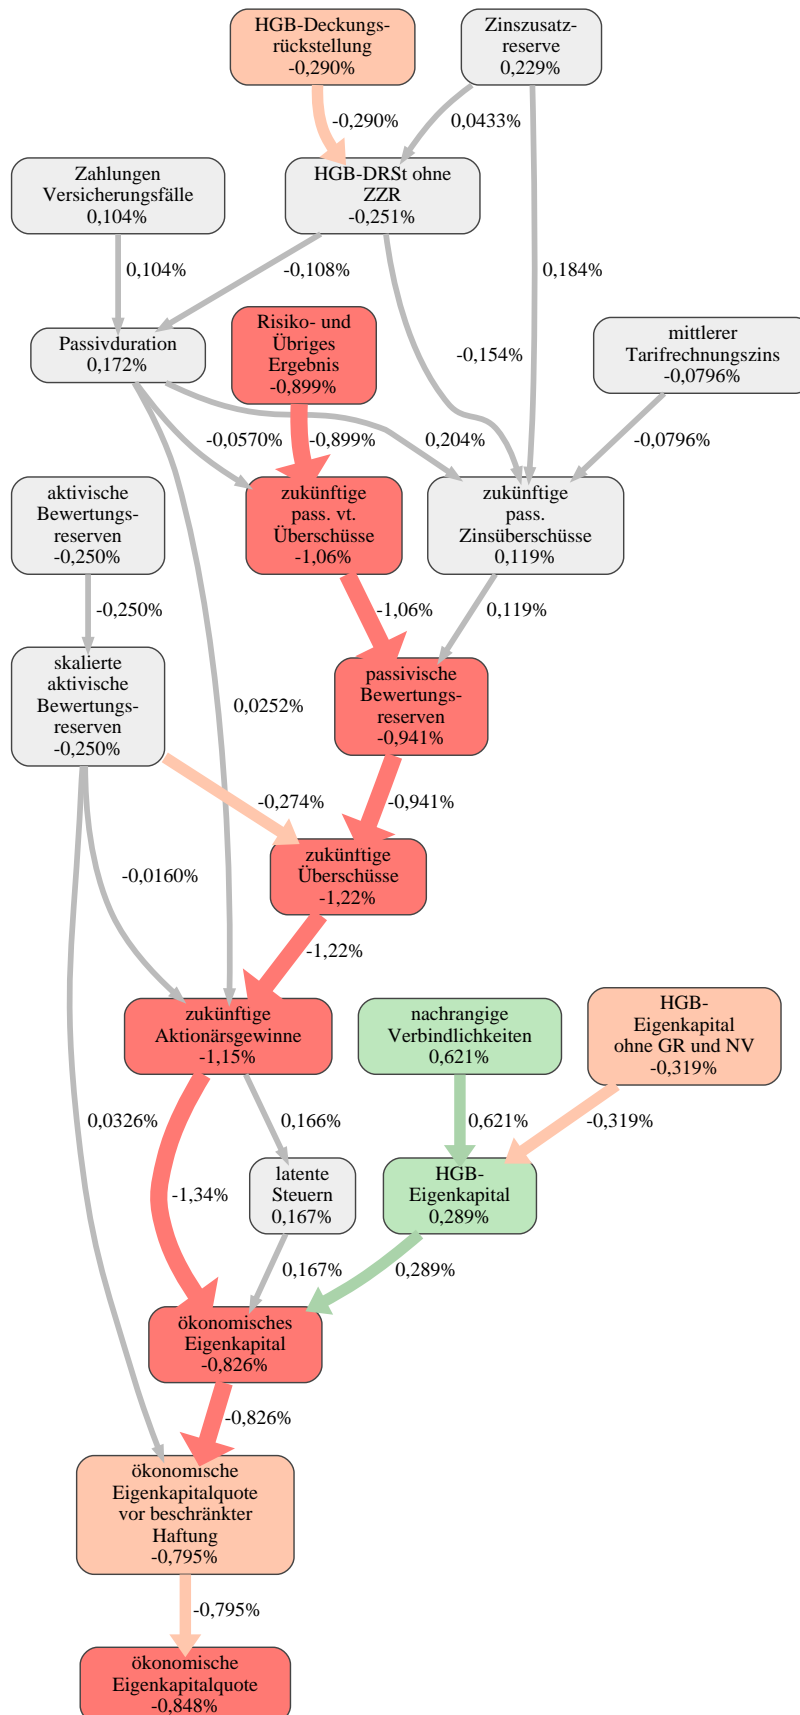 HGB-Deckungs-
rückstellung
-0,290%
Zinszusatz-
reserve
0,229%
-0,290%
0,0433%
Zahlungen
Versicherungsfälle
0,104%
HGB-DRSt ohne
ZZR
-0,251%
0,104%
-0,108%
0,184%
Passivduration
0,172%
Risiko- und
Übriges
Ergebnis
-0,899%
-0,154%
mittlerer
Tarifrechnungszins
-0,0796%
-0,0570%
-0,899%
0,204%
-0,0796%
aktivische
Bewertungs-
reserven
-0,250%
zukünftige
pass. vt.
Überschüsse
-1,06%
zukünftige
pass.
Zinsüberschüsse
0,119%
-0,250%
-1,06%
0,119%
skalierte
aktivische
Bewertungs-
reserven
-0,250%
0,0252%
passivische
Bewertungs-
reserven
-0,941%
-0,274%
-0,941%
-0,0160%
zukünftige
Überschüsse
-1,22%
-1,22%
zukünftige
Aktionärsgewinne
-1,15%
nachrangige
Verbindlichkeiten
0,621%
HGB-
Eigenkapital
ohne GR und NV
-0,319%
0,0326%
0,166%
0,621%
-0,319%
-1,34%
latente
Steuern
0,167%
HGB-
Eigenkapital
0,289%
0,167%
0,289%
ökonomisches
Eigenkapital
-0,826%
-0,826%
ökonomische
Eigenkapitalquote
vor beschränkter
Haftung
-0,795%
-0,795%
ökonomische
Eigenkapitalquote
-0,848%